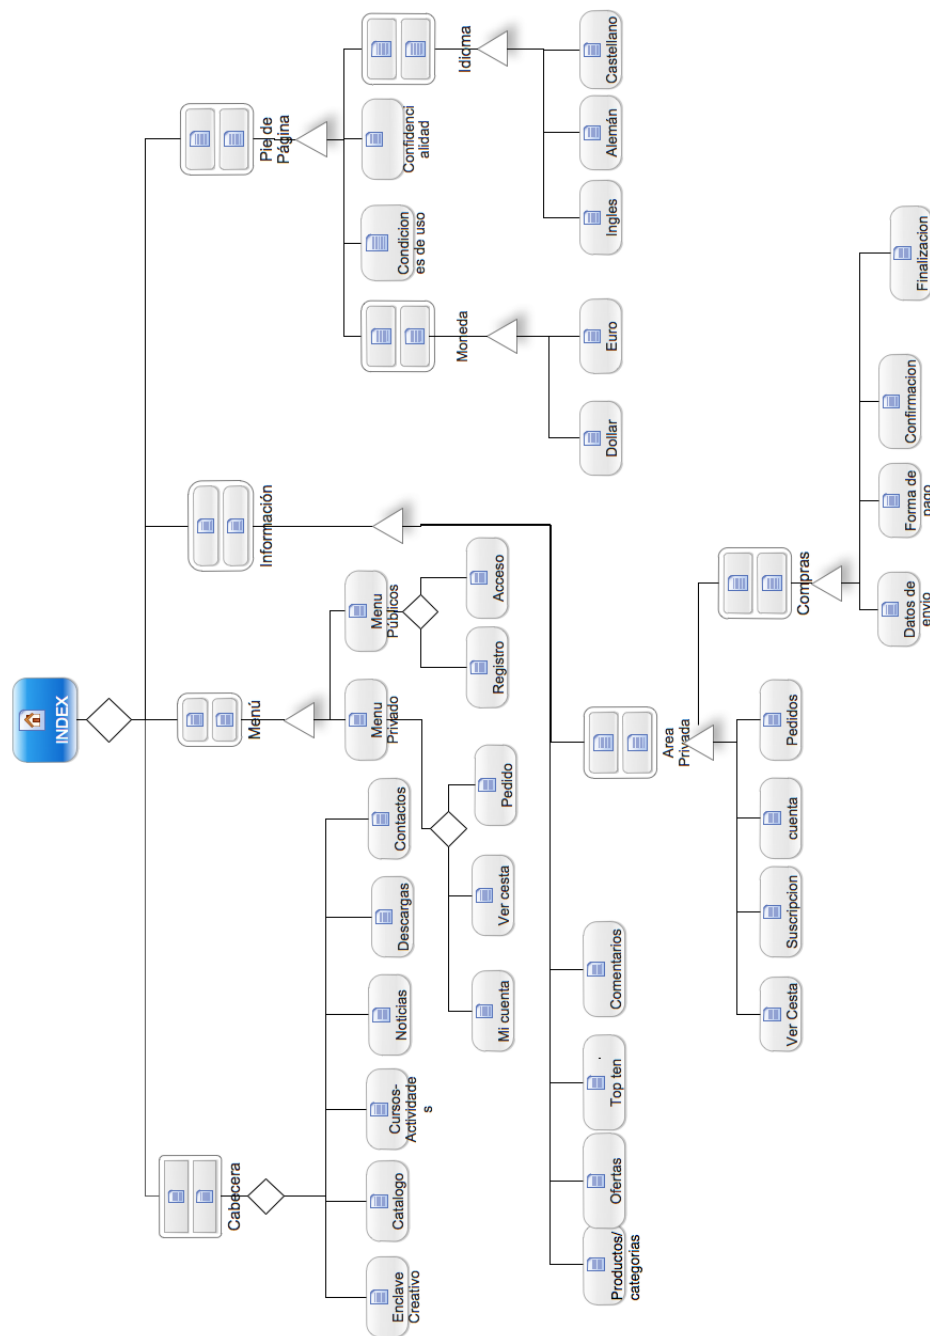 INDEX
Cabecera
Menú
Información
Pie de
Página
Enclave
Creativo
Catalogo
Cursos-
Actividade
s
Noticias
Descargas
Contactos
Menu
Privado
Menu
Públicos
Mi cuenta
Ver cesta
Pedido
Registro
Acceso
Moneda
Condicion
es de uso
Confidenci
alidad
Idioma
Dollar
Euro
Ingles
Alemán
Castellano
Productos/
categorias
Ofertas
Top ten
Comentarios
Area
Privada
Ver Cesta
Suscripcion
cuenta
Pedidos
Compras
Datos de
envio
Forma de
pago
Confirmacion
Finalizacion